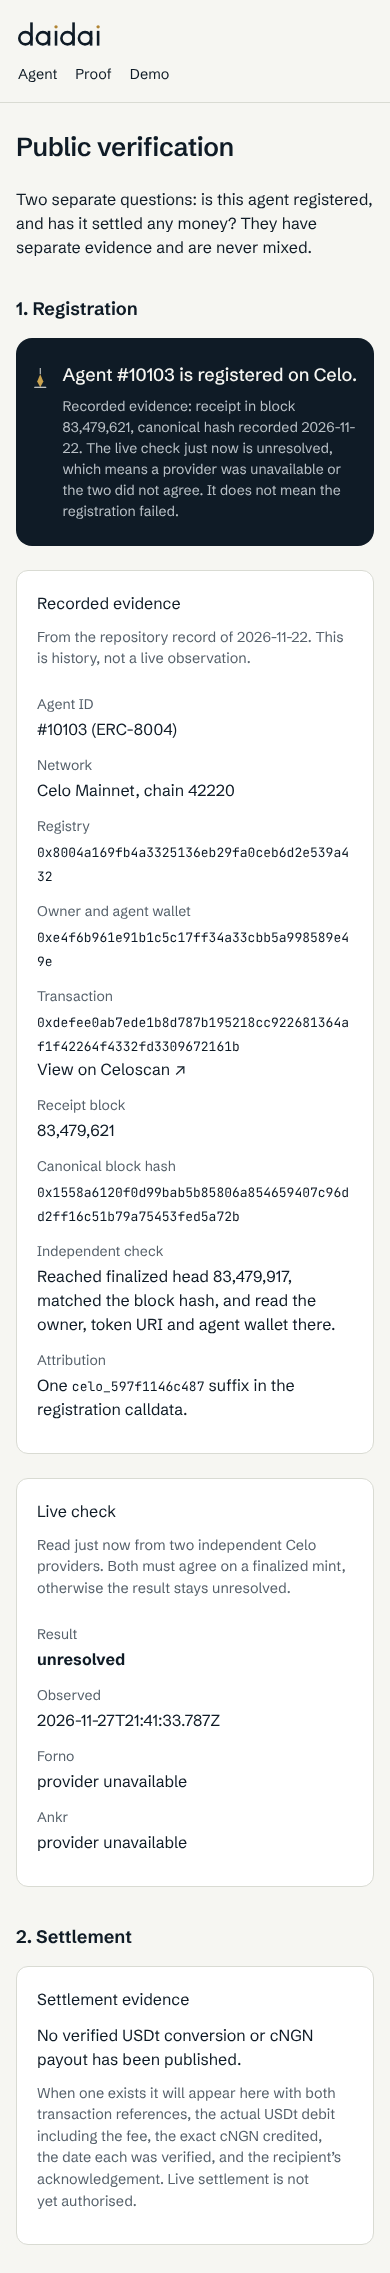 daidai
Agent Proof Demo
Public verification
Two separate questions: is this agent registered,
and has it settled any money? They have
separate evidence and are never mixed.
1. Registration
Agent #10103 is registered on Celo.
Recorded evidence: receipt in block
83,479,621, canonical hash recorded 2026-11-
22. The live check just now is unresolved,
which means a provider was unavailable or
the two did not agree. It does not mean the
registration failed.
Recorded evidence
From the repository record of 2026-11-22. This
is history, not a live observation.
Agent ID
#10103 (ERC-8004)
Network
Celo Mainnet, chain 42220
Registry
0x8004a169fb4a3325136eb29fa0ceb6d2e539a4
32
Owner and agent wallet
0xe4f6b961e91b1c5c17ff34a33cbb5a998589e4
9e
Transaction
0xdefee0ab7ede1b8d787b195218cc922681364a
f1f42264f4332fd3309672161b
View on Celoscan ↗
Receipt block
83,479,621
Canonical block hash
0x1558a6120f0d99bab5b85806a854659407c96d
d2ff16c51b79a75453fed5a72b
Independent check
Reached finalized head 83,479,917,
matched the block hash, and read the
owner, token URI and agent wallet there.
Attribution
One celo_597f1146c487 suffix in the
registration calldata.
Live check
Read just now from two independent Celo
providers. Both must agree on a finalized mint,
otherwise the result stays unresolved.
Result
unresolved
Observed
2026-11-27T21:41:33.787Z
Forno
provider unavailable
Ankr
provider unavailable
2. Settlement
Settlement evidence
No verified USDt conversion or cNGN
payout has been published.
When one exists it will appear here with both
transaction references, the actual USDt debit
including the fee, the exact cNGN credited,
the date each was verified, and the recipient's
acknowledgement. Live settlement is not
yet authorised.